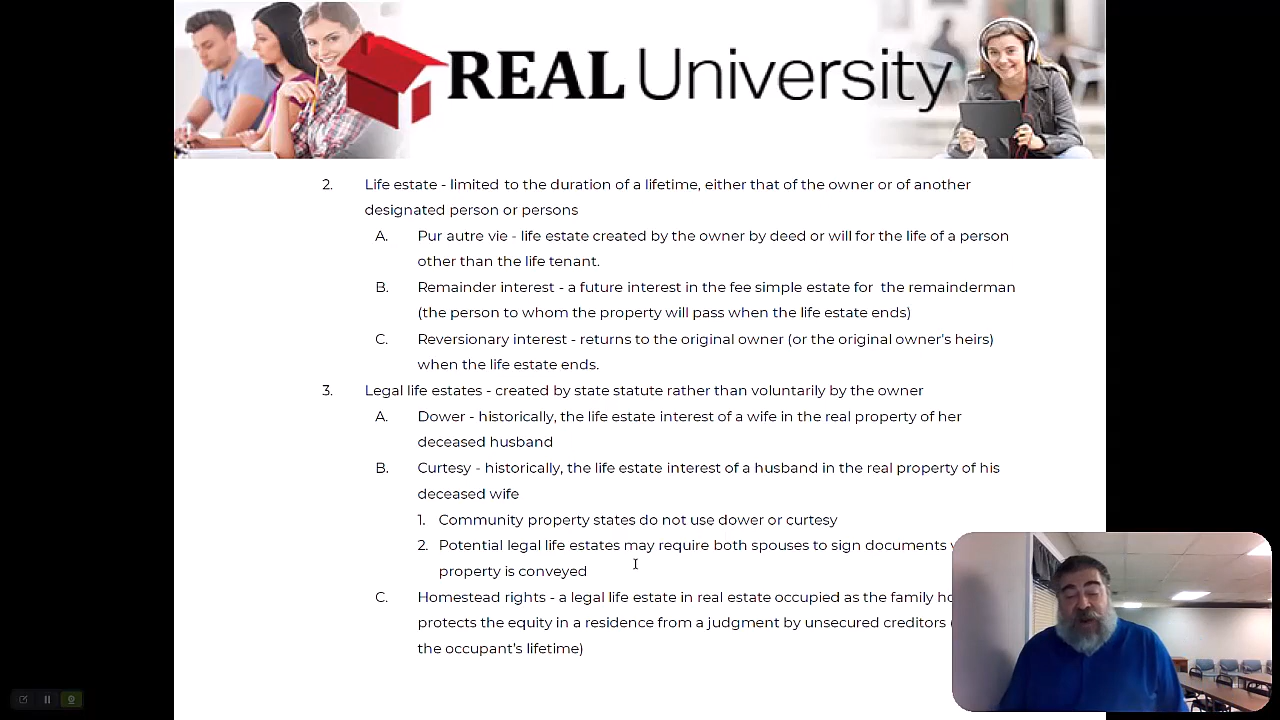 REAL University
2. Life estate - limited to the duration of a lifetime, either that of the owner or of another
designated person or persons
A. Pur autre vie - life estate created by the owner by deed or will for the life of a person
other than the life tenant.
B. Remainder interest - a future interest in the fee simple estate for the remainderman
(the person to whom the property will pass when the life estate ends)
C. Reversionary interest - returns to the original owner (or the original owner's heirs)
when the life estate ends.
3. Legal life estates - created by state statute rather than voluntarily by the owner
A. Dower - historically, the life estate interest of a wife in the real property of her
deceased husband
B. Curtesy - historically, the life estate interest of a husband in the real property of his
deceased wife
1. Community property states do not use dower or curtesy
2. Potential legal life estates may require both spouses to sign documents
property is conveyed
C. Homestead rights - a legal life estate in real estate occupied as the family
protects the equity in a residence from a judgment by unsecured creditors
the occupant's lifetime)